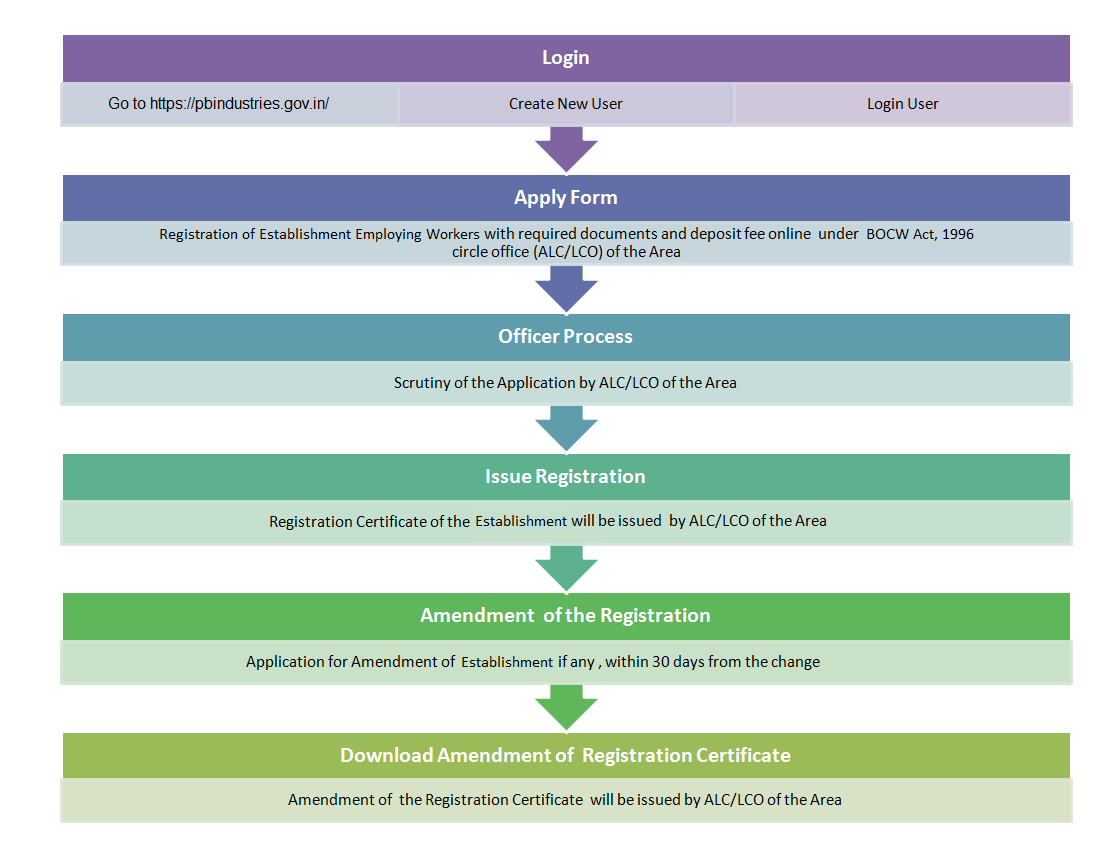 Login
Go to https://pbindustries.gov.in/
Create New User
Login User
Apply Form
Registration of Establishment Employing Workers with required documents and deposit fee online under BOCW Act, 1996
circle office (ALC/LCO) of the Area
Officer Process
Scrutiny of the Application by ALC/LCO of the Area
Issue Registration
Registration Certificate of the Establishment will be issued by ALC/LCO of the Area
Amendment of the Registration
Application for Amendment of Establishment if any , within 30 days from the change
Download Amendment of Registration Certificate
Amendment of the Registration Certificate will be issued by ALC/LCO of the Area